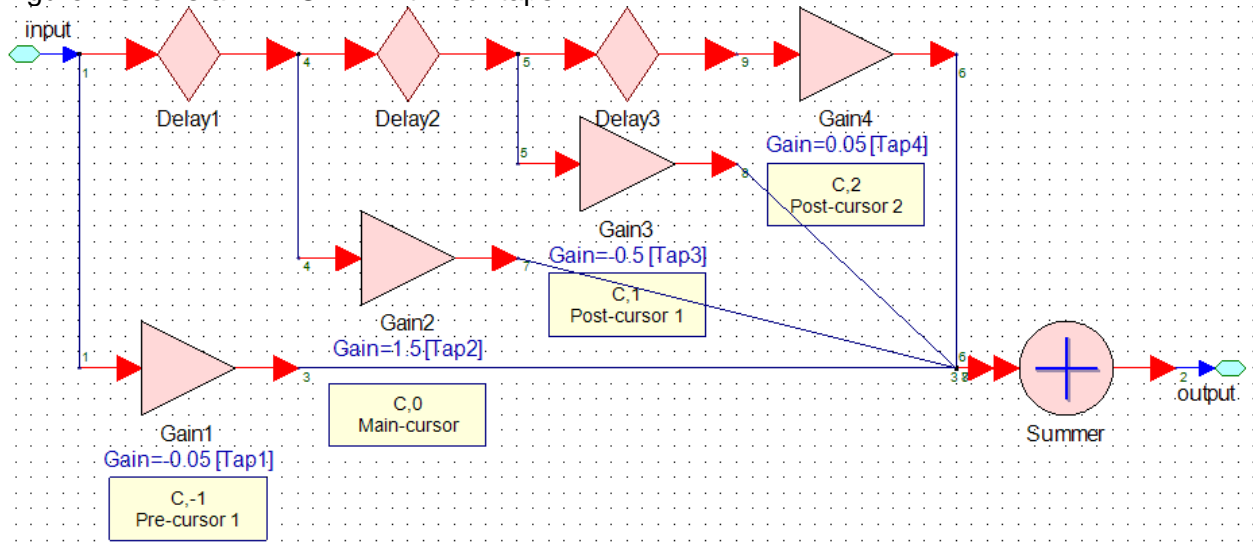 input
1
4
5
9
6
Delay1
Delay2
Delay3
Gain4
Gain=0.05 [Tap4]
5
8
C,2
Post-cursor 2
Gain3
Gain=-0.5 [Tap3]
4
7
C,1
Post-cursor 1
Gain2
Gain=1.5 [Tap2]
1
3
6
3
8
2
output
C,0
Main-cursor
Gain1
Gain=-0.05 [Tap1]
Summer
C,-1
Pre-cursor 1